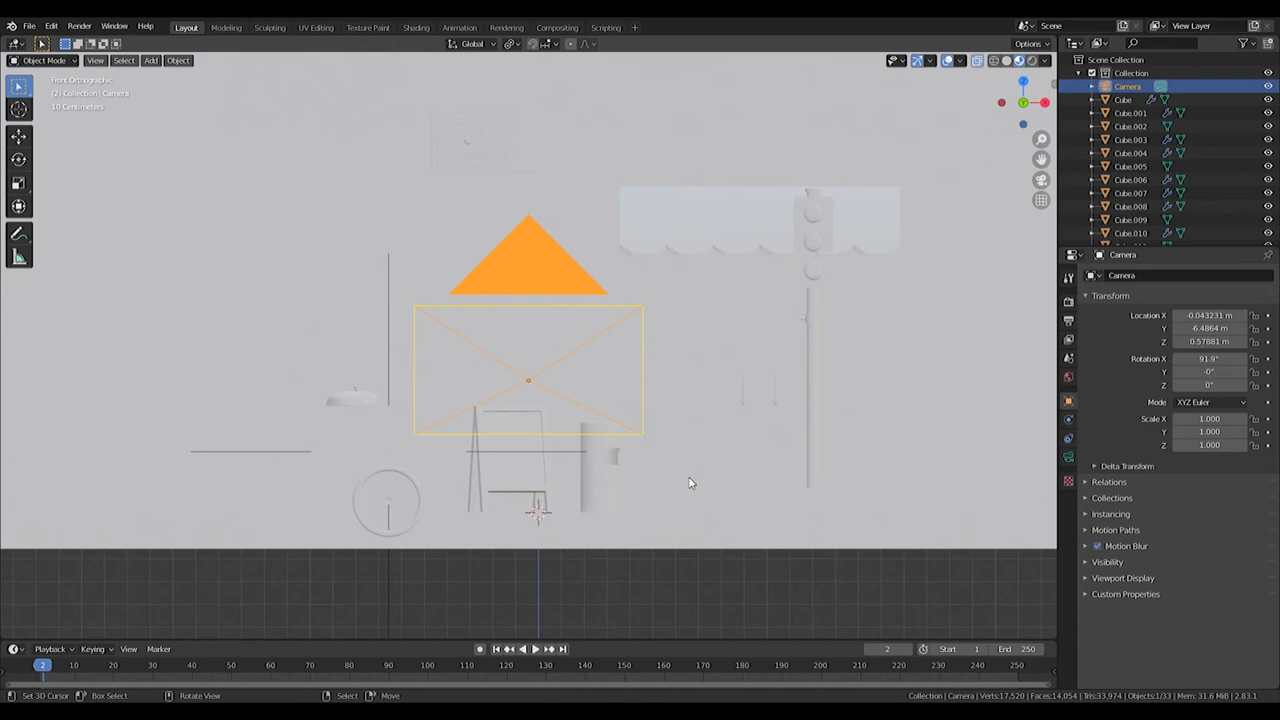 File Edit Render Window Help Layout Modeling Sculpting UV Editing Texture Paint Shading Animation Rendering Compositing Scripting + Scene View Layer
Global Options
Object Mode View Select Add Object
Front Orthographic
(2) Collection | Camera
10 Centimeters
Scene Collection
Collection
Camera
Cube
Cube.001
Cube.002
Cube.003
Cube.004
Cube.005
Cube.006
Cube.007
Cube.008
Cube.009
Cube.010
Camera
Camera
Transform
Location X -0.043231 m
Y -6.4864 m
Z 0.57881 m
Rotation X 91.9°
Y -0°
Z 0°
Mode XYZ Euler
Scale X 1.000
Y 1.000
Z 1.000
Delta Transform
Relations
Collections
Instancing
Motion Paths
Motion Blur
Visibility
Viewport Display
Custom Properties
Playback Keying View Marker 2 Start 1 End 250
2 10 20 30 40 50 60 70 80 90 100 110 120 130 140 150 160 170 180 190 200 210 220 230 240 250
Set 3D Cursor Box Select Rotate View Select Move Collection | Camera | Verts:17,520 | Faces:14,054 | Tris:33,974 | Objects:1/33 | Mem: 31.6 MiB | 2.83.1